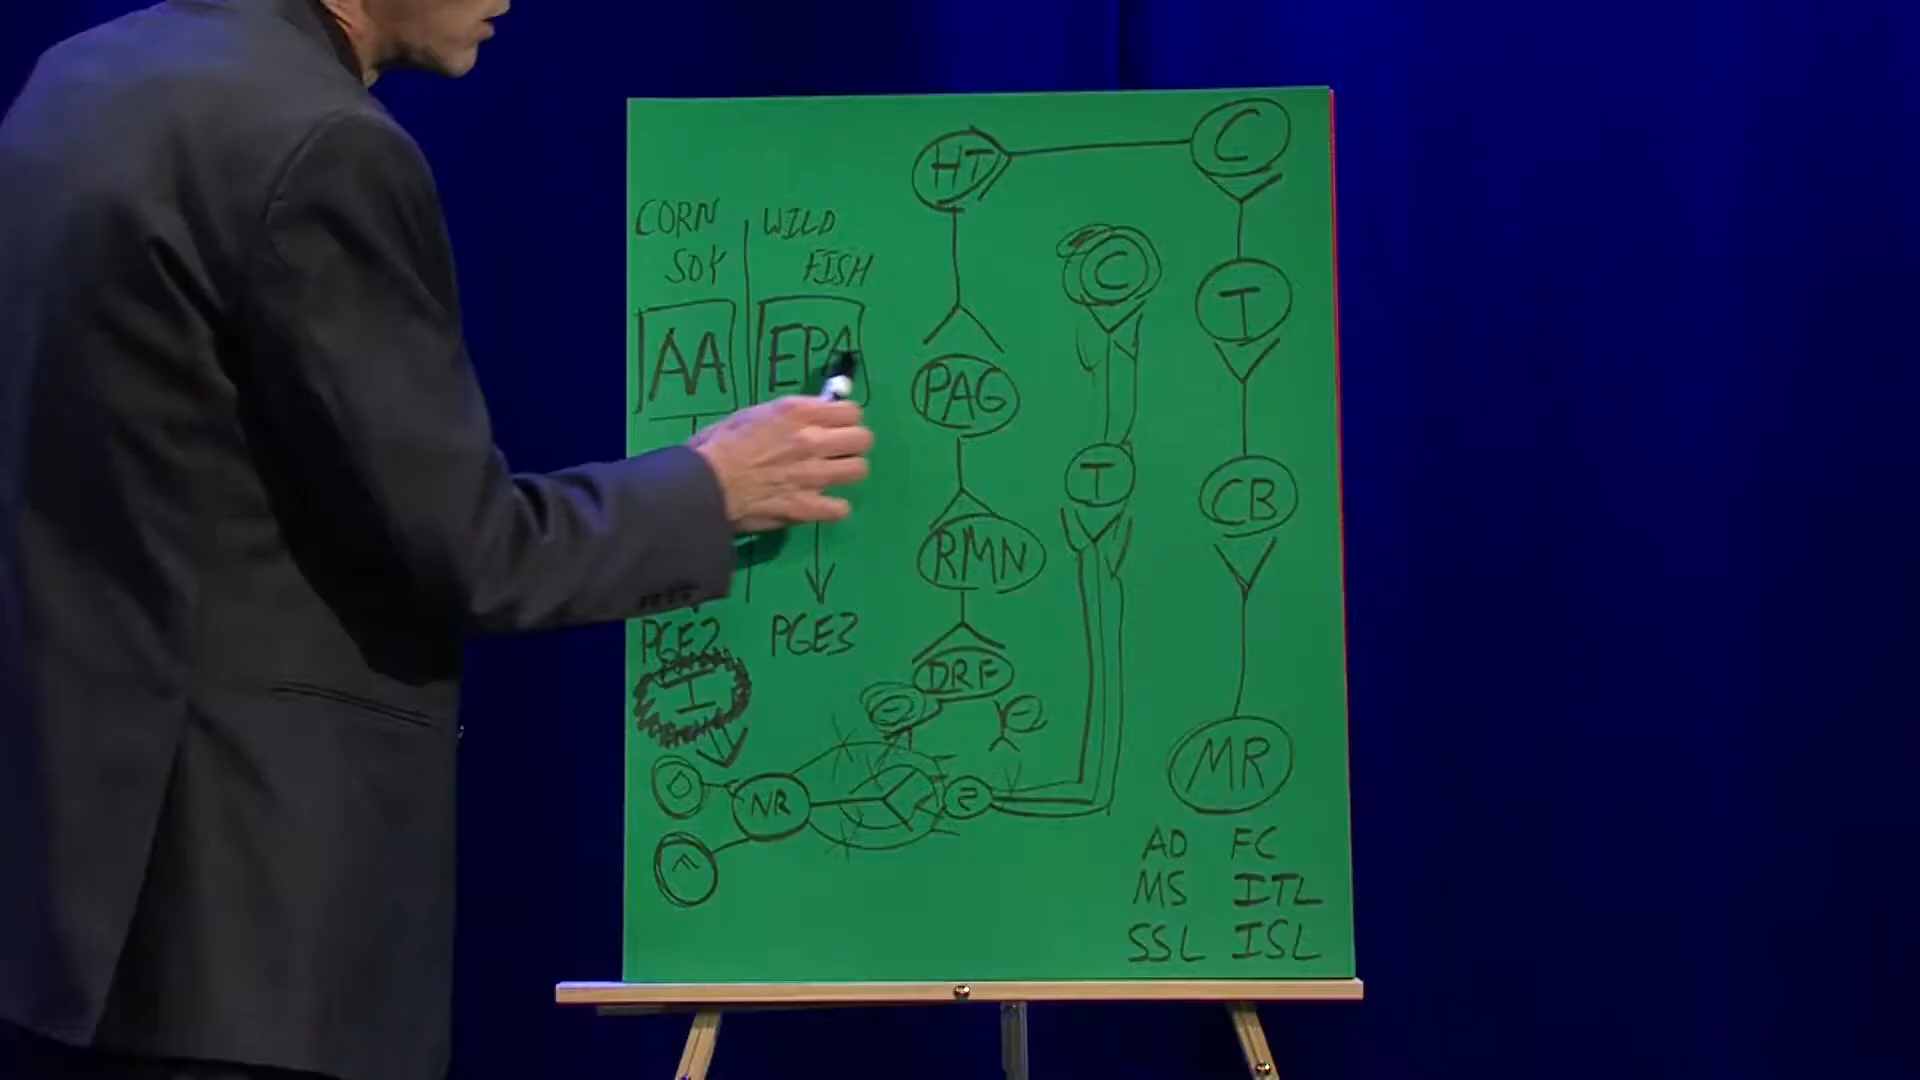 CORN
SOY
WILD
FISH
AA
EPA
PGE2
PGE3
I
NR
HT
C
PAG
RMN
DRF
C
T
T
CB
MR
AD FC
MS ITL
SSL ISL